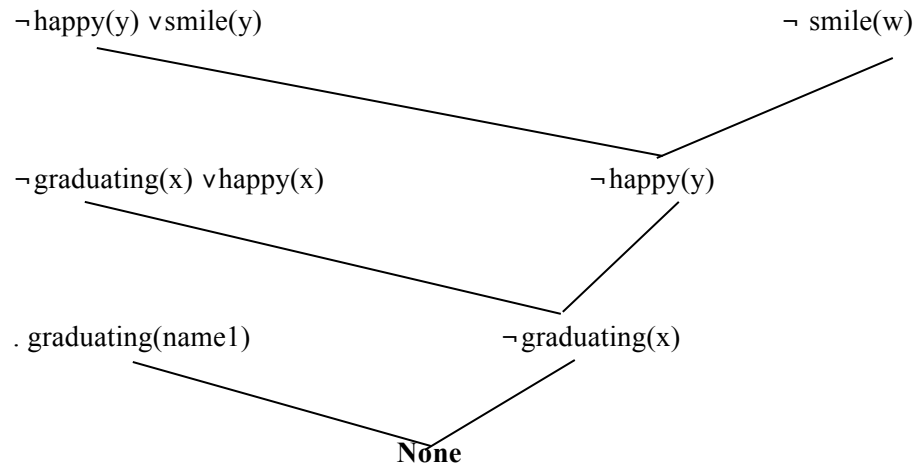 ¬happy(y) ∨smile(y) ¬ smile(w)
¬graduating(x) ∨happy(x) ¬happy(y)
. graduating(name1) ¬graduating(x)
None